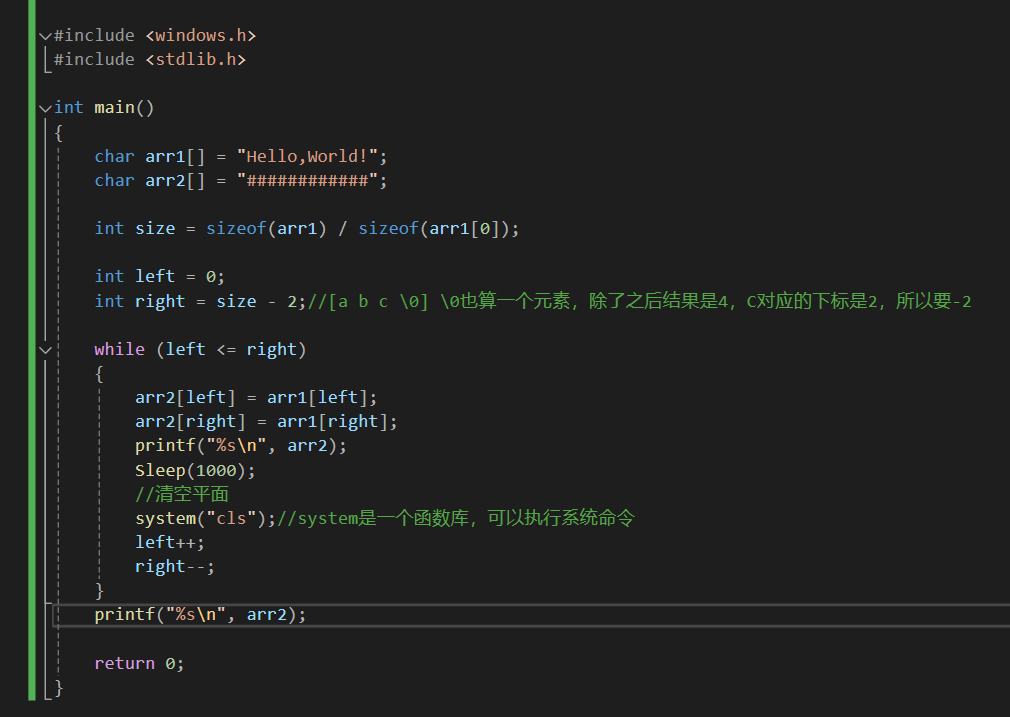 #include <windows.h>
#include <stdlib.h>
int main()
{
char arr1[] = "Hello,World!";
char arr2[] = "############";
int size = sizeof(arr1) / sizeof(arr1[0]);
int left = 0;
int right = size - 2;//[a b c \0] \0也算一个元素，除了之后结果是4，C对应的下标是2，所以要-2
while (left <= right)
{
arr2[left] = arr1[left];
arr2[right] = arr1[right];
printf("%s\n", arr2);
Sleep(1000);
//清空平面
system("cls");//system是一个函数库，可以执行系统命令
left++;
right--;
}
printf("%s\n", arr2);
return 0;
}